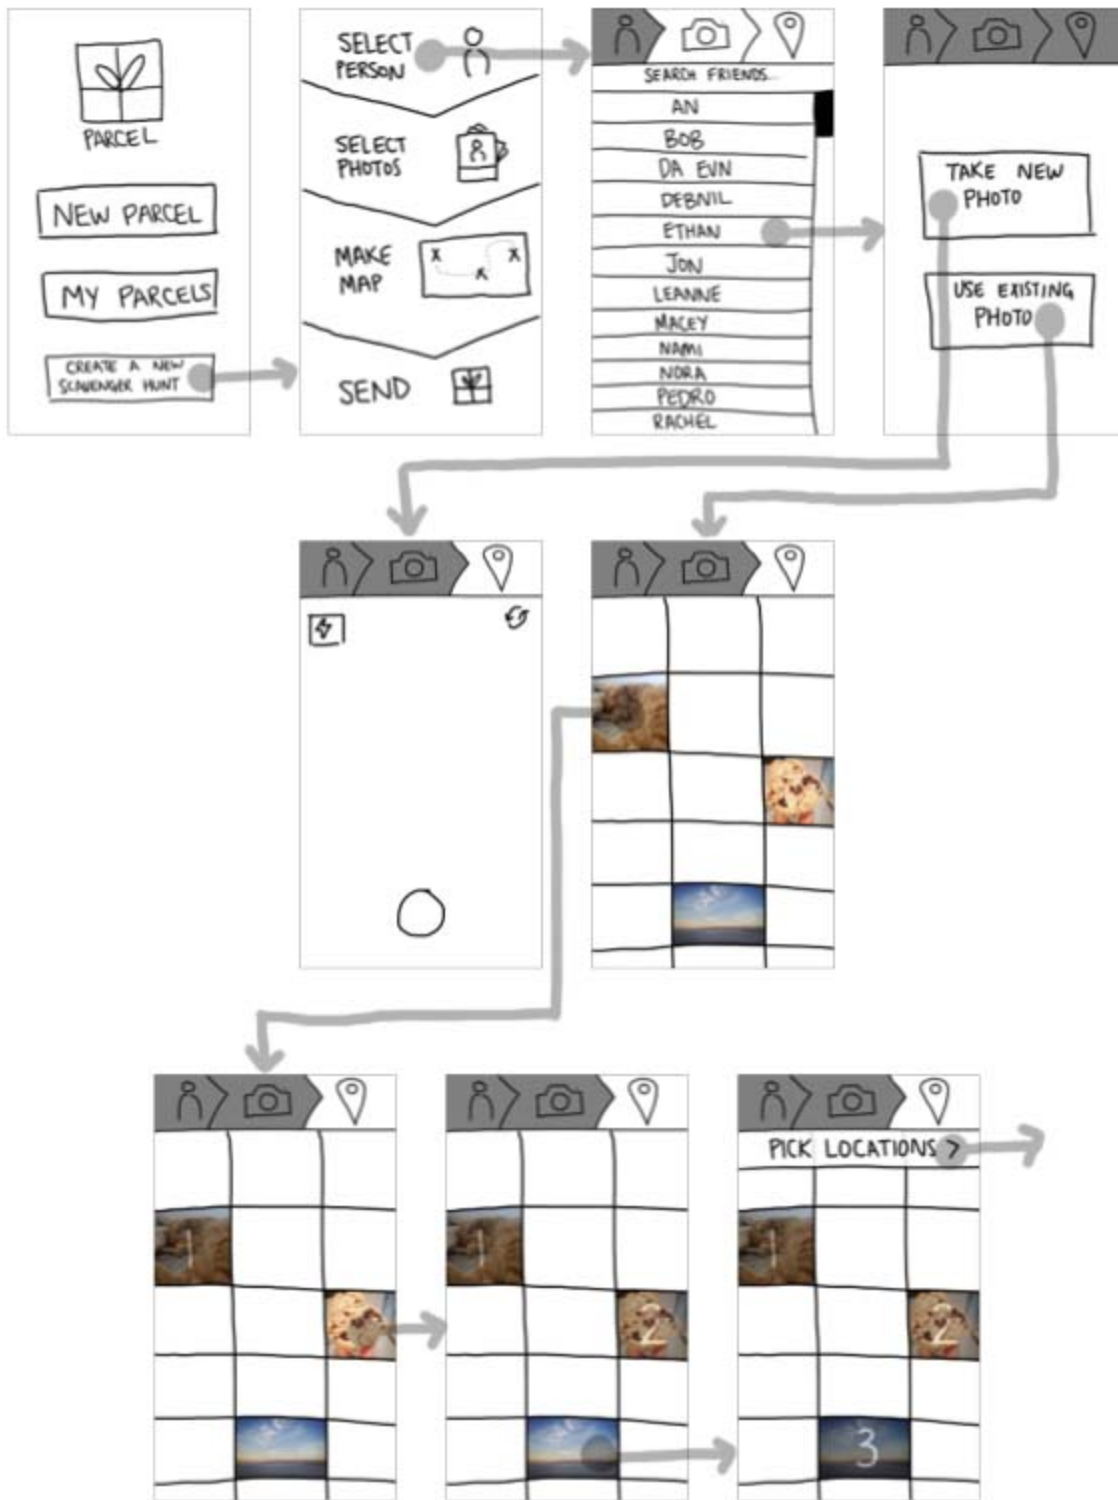 PARCEL
NEW PARCEL
MY PARCELS
CREATE A NEW
SCAVENGER HUNT
SELECT
PERSON
SELECT
PHOTOS
MAKE
MAP
SEND
SEARCH FRIENDS...
AN
BOB
DA EUN
DEBNIL
ETHAN
JON
LEANNE
MACEY
NAMI
NORA
PEDRO
RACHEL
TAKE NEW
PHOTO
USE EXISTING
PHOTO
1
1
2
PICK LOCATIONS >
1
2
3